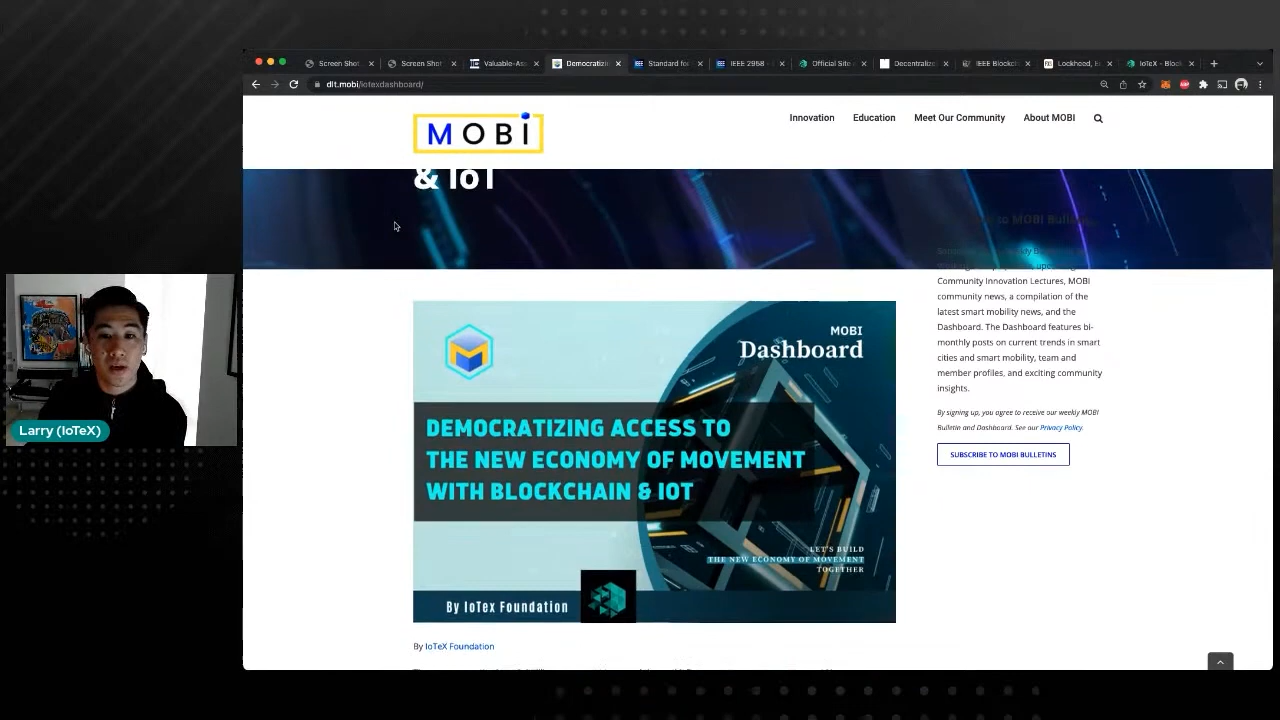 Screen Shot
Screen Shot
Valuable-Ass
Democratizi
Standard for
IEEE 2958
Official Site
Decentralize
IEEE Blockch
Lockheed, E
IoTeX - Bloc
dlt.mobi/iotexdashboard/
MOBI
Innovation
Education
Meet Our Community
About MOBI
& IoT
to MOBI
Community Innovation Lectures, MOBI
community news, a compilation of the
latest smart mobility news, and the
Dashboard. The Dashboard features bi-
monthly posts on current trends in smart
cities and smart mobility, team and
member profiles, and exciting community
insights.
By signing up, you agree to receive our weekly MOBI
Bulletin and Dashboard. See our Privacy Policy.
SUBSCRIBE TO MOBI BULLETINS
MOBI
Dashboard
DEMOCRATIZING ACCESS TO
THE NEW ECONOMY OF MOVEMENT
WITH BLOCKCHAIN & IOT
LET'S BUILD
THE NEW ECONOMY OF MOVEMENT
TOGETHER
By IoTex Foundation
By IoTeX Foundation
Larry (IoTeX)